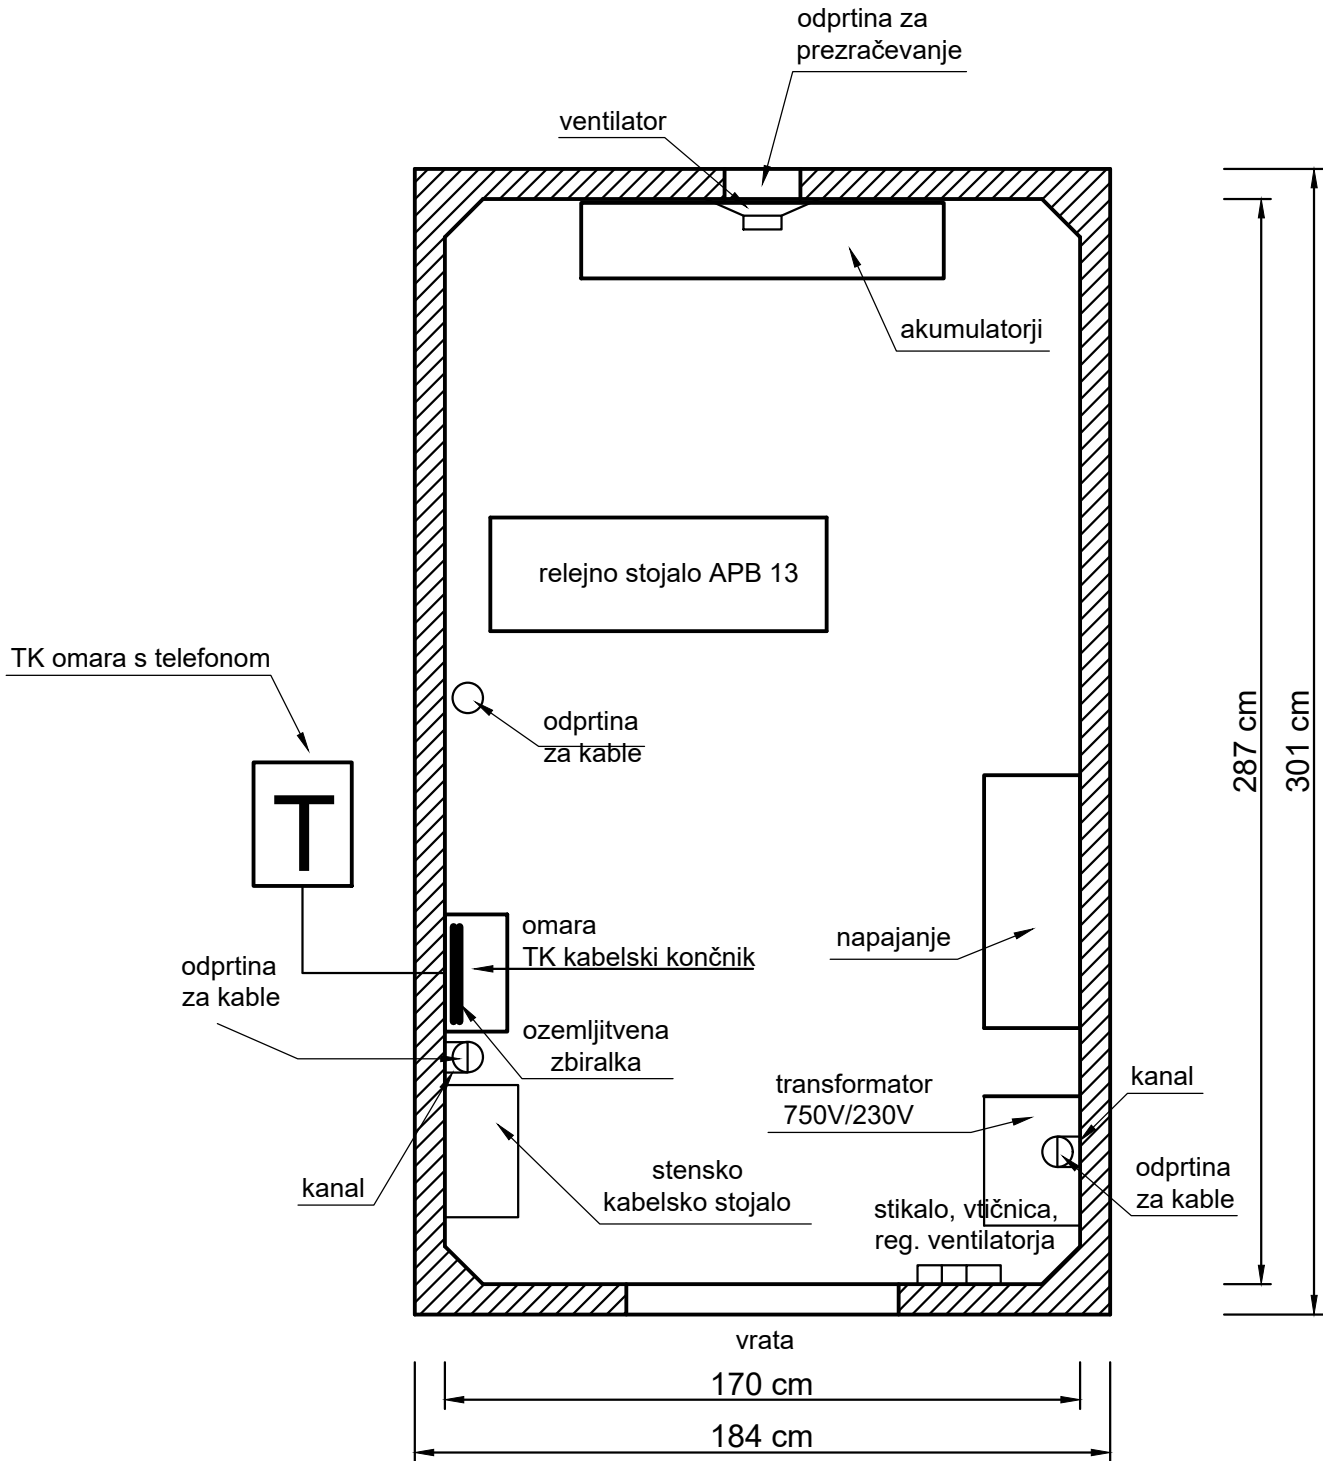 odprtina za
prezračevanje
ventilator
akumulatorji
relejno stojalo APB 13
TK omara s telefonom
odprtina
za kable
T
287 cm
301 cm
omara
TK kabelski končnik
napajanje
odprtina
za kable
ozemljitvena
zbiralka
transformator
750V/230V
kanal
stensko
kabelsko stojalo
kanal
odprtina
za kable
stikalo, vtičnica,
reg. ventilatorja
vrata
170 cm
184 cm